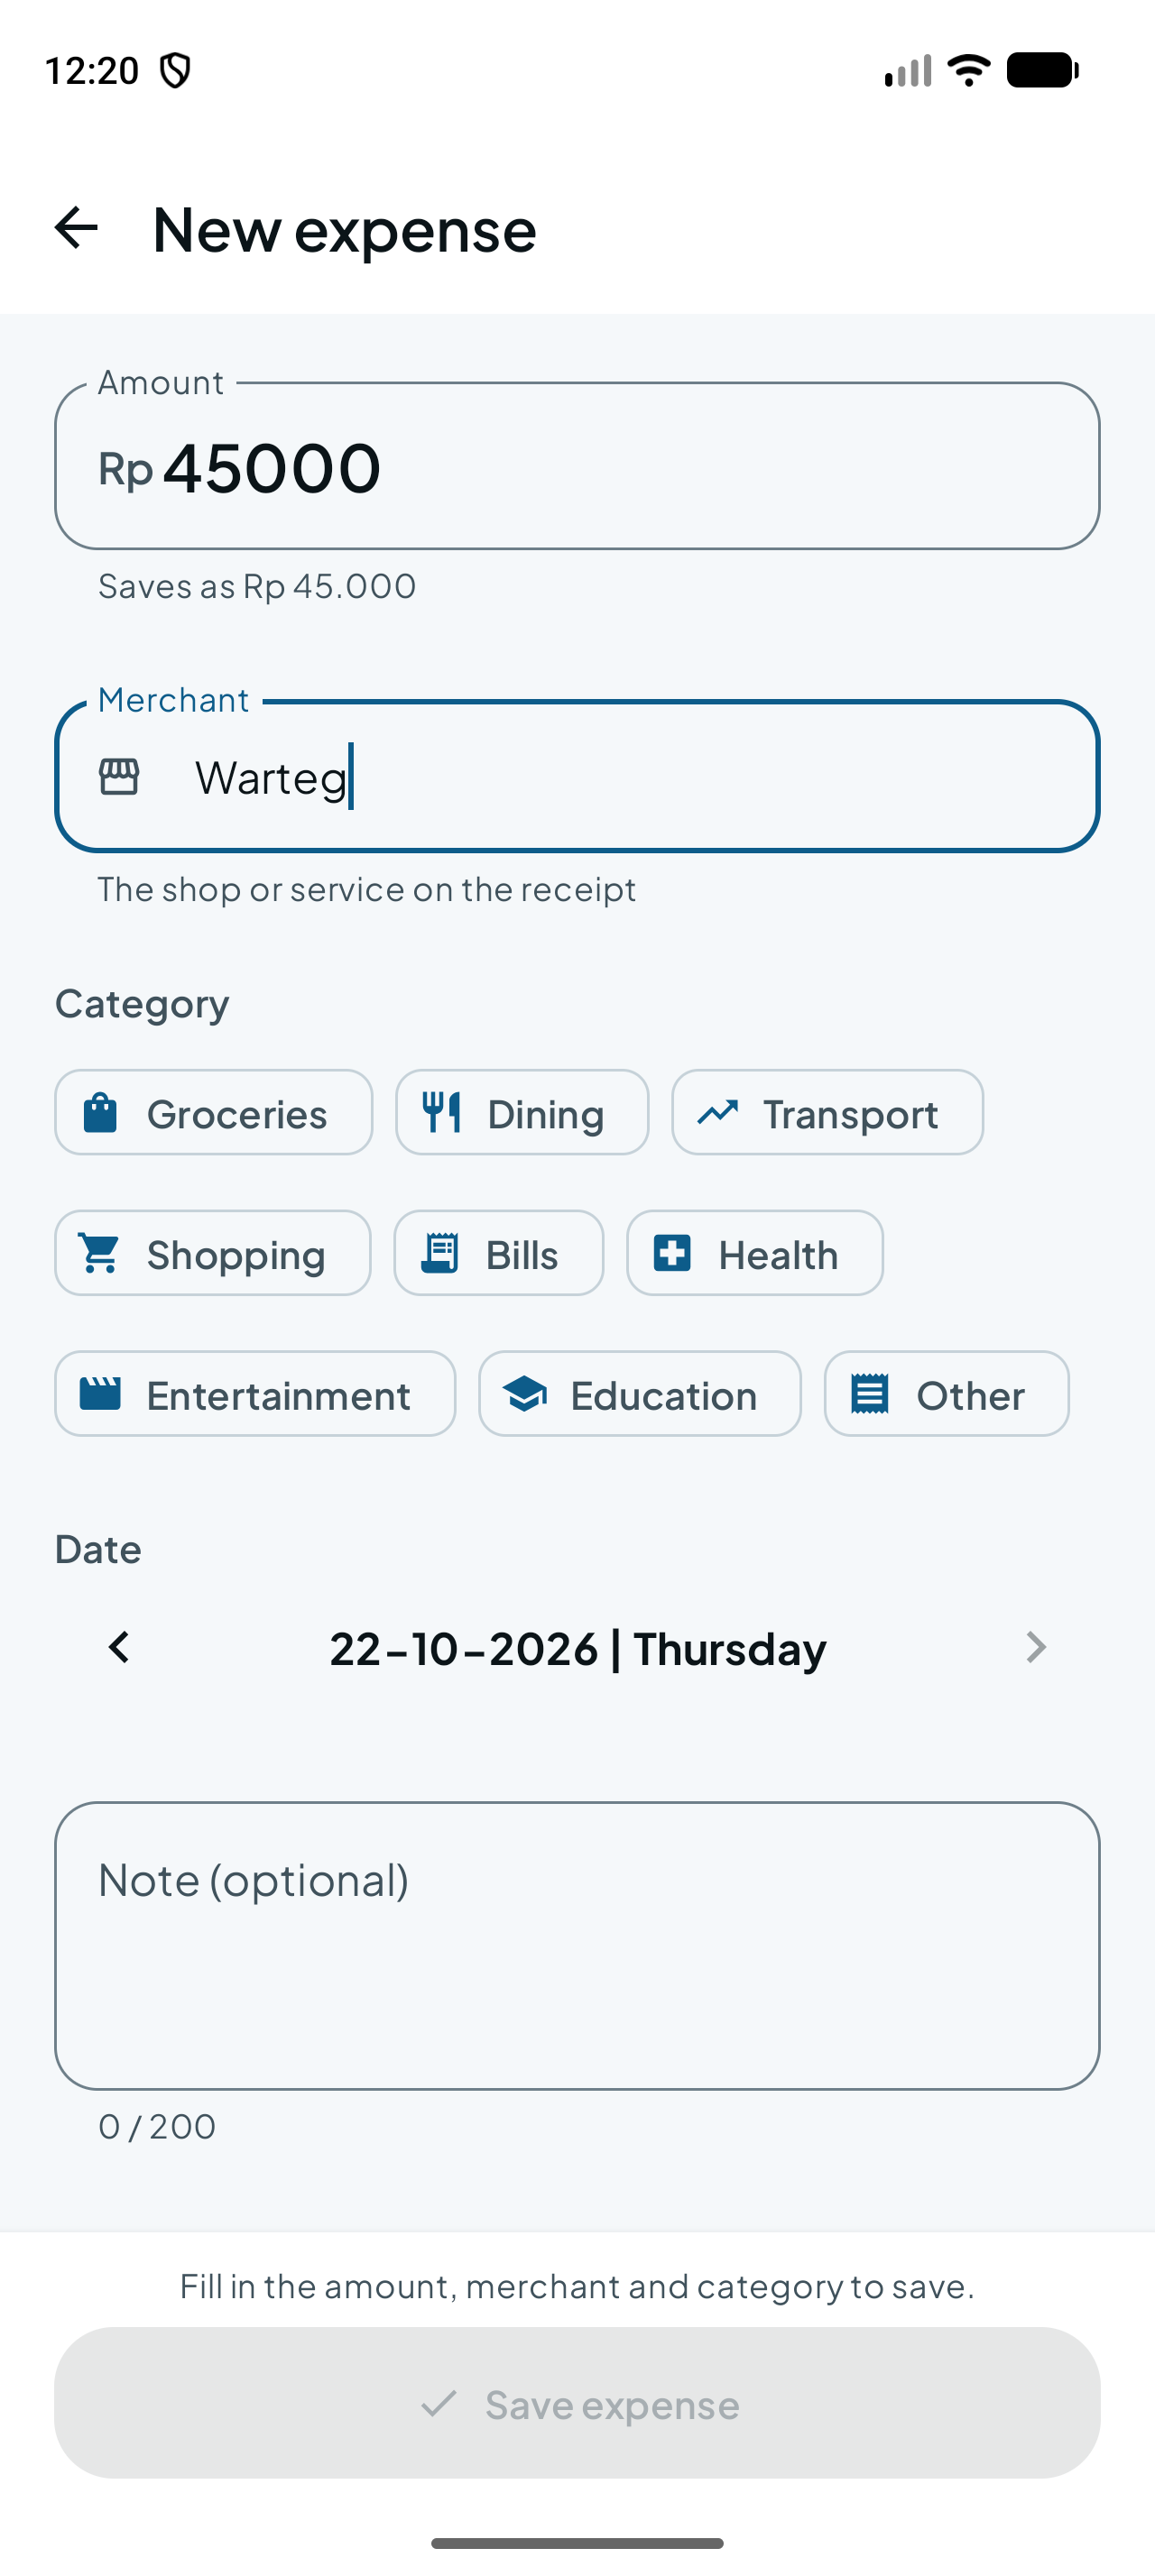 12:20
New expense
Amount
Rp 45000
Saves as Rp 45.000
Merchant
Warteg
The shop or service on the receipt
Category
Groceries
Dining
Transport
Shopping
Bills
Health
Entertainment
Education
Other
Date
22-10-2026 | Thursday
Note (optional)
0 / 200
Fill in the amount, merchant and category to save.
Save expense